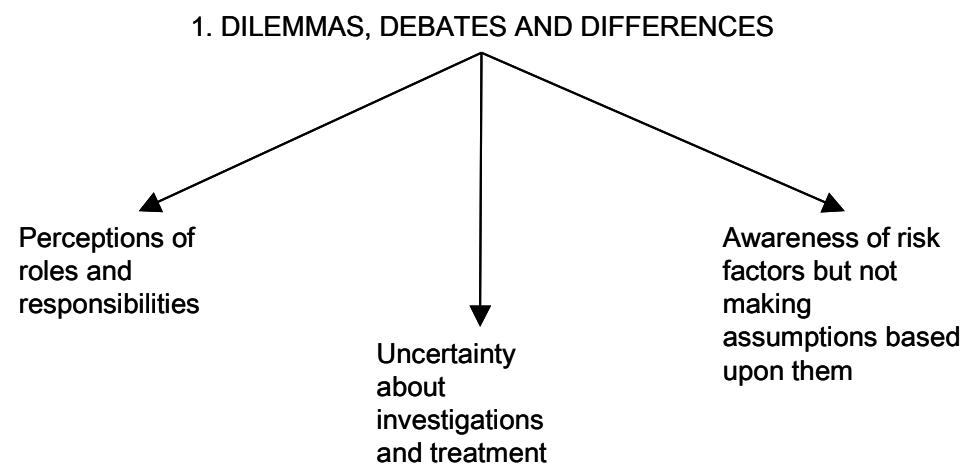 1. DILEMMAS, DEBATES AND DIFFERENCES
Perceptions of
roles and
responsibilities
Uncertainty
about
investigations
and treatment
Awareness of risk
factors but not
making
assumptions based
upon them